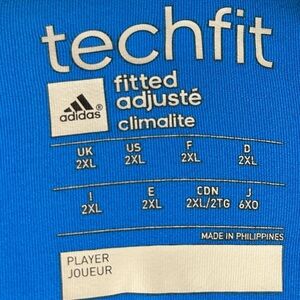 techfit
fitted
adjusté
climalite
adidas®
UK US F D
2XL 2XL 2XL 2XL
I E CDN J
2XL 2XL 2XL/2TG 6XO
MADE IN PHILIPPINES
PLAYER
JOUEUR